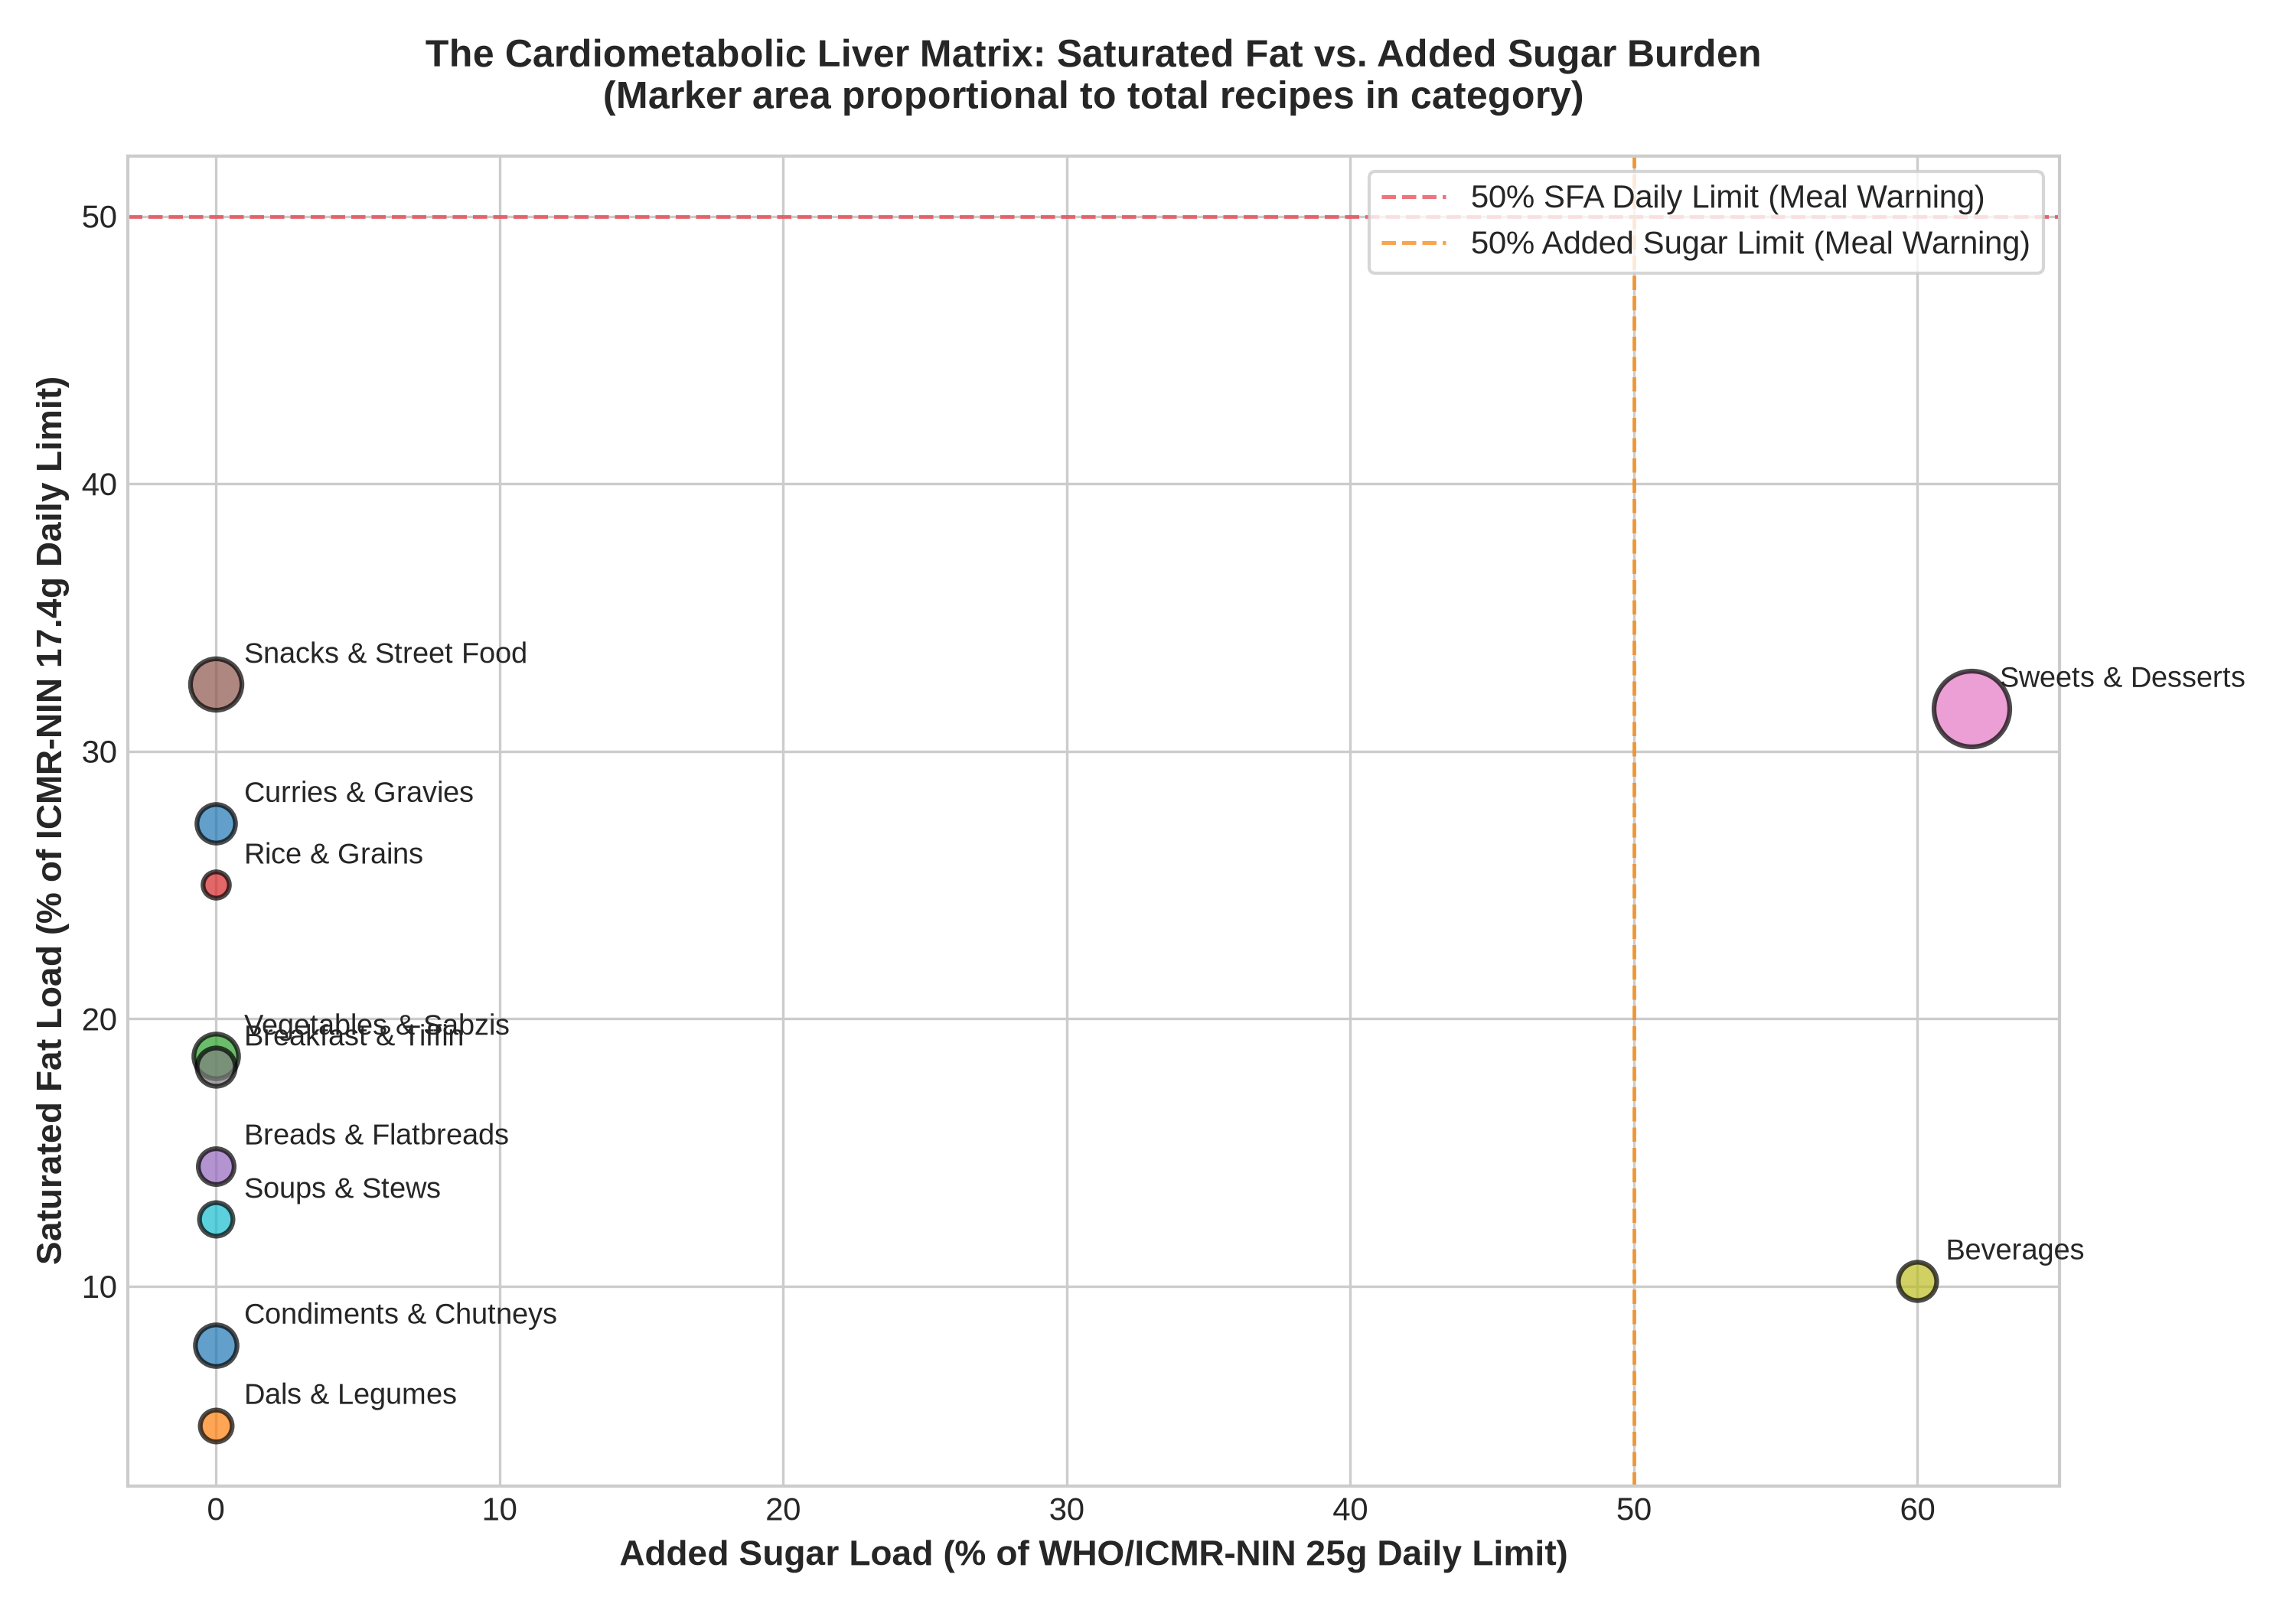 The Cardiometabolic Liver Matrix: Saturated Fat vs. Added Sugar Burden
(Marker area proportional to total recipes in category)
50% SFA Daily Limit (Meal Warning)
50% Added Sugar Limit (Meal Warning)
Saturated Fat Load (% of ICMR-NIN 17.4g Daily Limit)
50
40
30
20
10
Snacks & Street Food
Sweets & Desserts
Curries & Gravies
Rice & Grains
Vegetables & Sabzis
Breakfast & Tiffin
Breads & Flatbreads
Soups & Stews
Beverages
Condiments & Chutneys
Dals & Legumes
0 10 20 30 40 50 60
Added Sugar Load (% of WHO/ICMR-NIN 25g Daily Limit)